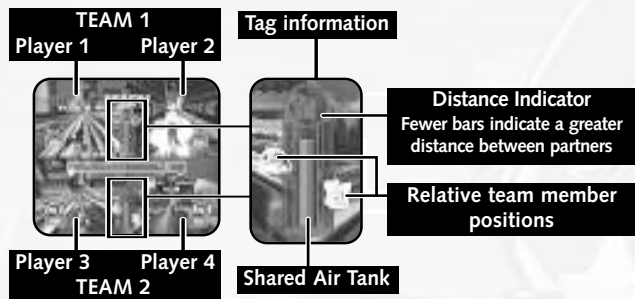 TEAM 1
Player 1 Player 2
Tag information
Distance Indicator
Fewer bars indicate a greater
distance between partners
Relative team member
positions
Player 3 Player 4
TEAM 2
Shared Air Tank